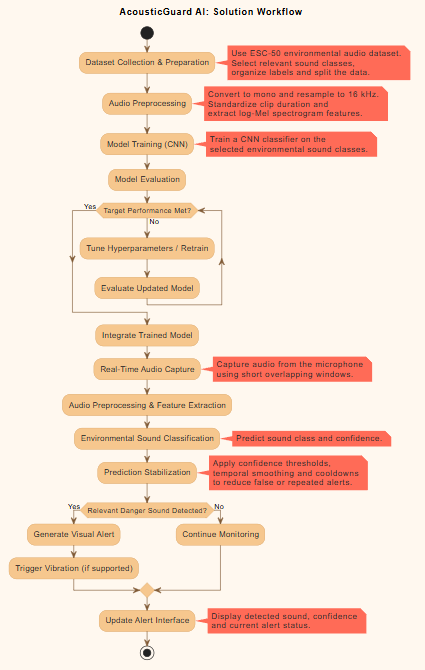 AcousticGuard AI: Solution Workflow
Dataset Collection & Preparation
Use ESC-50 environmental audio dataset.
Select relevant sound classes,
organize labels and split the data.
Audio Preprocessing
Convert to mono and resample to 16 kHz.
Standardize clip duration and
extract log-Mel spectrogram features.
Model Training (CNN)
Train a CNN classifier on the
selected environmental sound classes.
Model Evaluation
Yes
Target Performance Met?
No
Tune Hyperparameters / Retrain
Evaluate Updated Model
Integrate Trained Model
Real-Time Audio Capture
Capture audio from the microphone
using short overlapping windows.
Audio Preprocessing & Feature Extraction
Environmental Sound Classification
Predict sound class and confidence.
Prediction Stabilization
Apply confidence thresholds,
temporal smoothing and cooldowns
to reduce false or repeated alerts.
Yes
Relevant Danger Sound Detected?
No
Generate Visual Alert
Continue Monitoring
Trigger Vibration (if supported)
Update Alert Interface
Display detected sound, confidence
and current alert status.